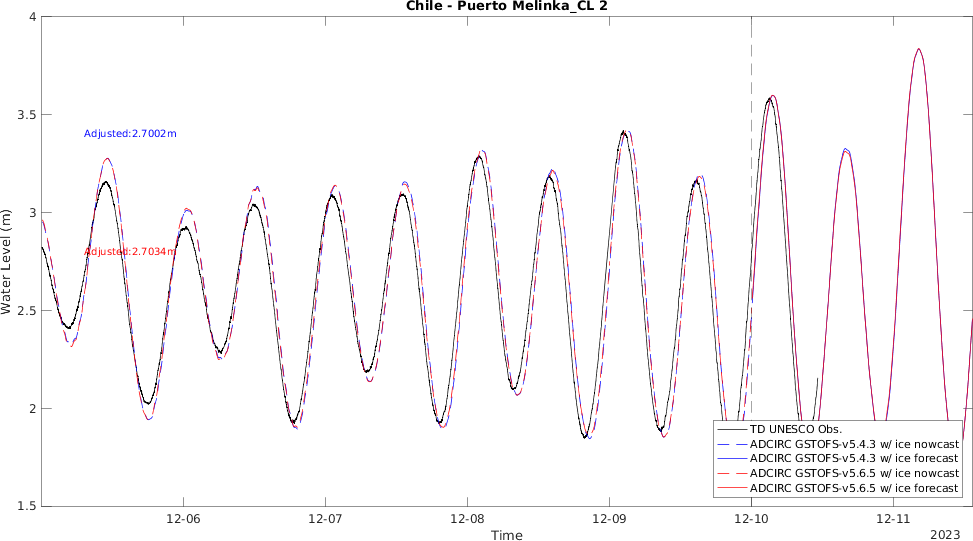 Chile - Puerto Melinka_CL 2
Water Level (m)
4
3.5
3
2.5
2
1.5
Adjusted:2.7002m
Adjusted:2.7034m
TD UNESCO Obs.
ADCIRC GSTOFS-v5.4.3 w/ ice nowcast
ADCIRC GSTOFS-v5.4.3 w/ ice forecast
ADCIRC GSTOFS-v5.6.5 w/ ice nowcast
ADCIRC GSTOFS-v5.6.5 w/ ice forecast
12-06
12-07
12-08
12-09
12-10
12-11
Time
2023